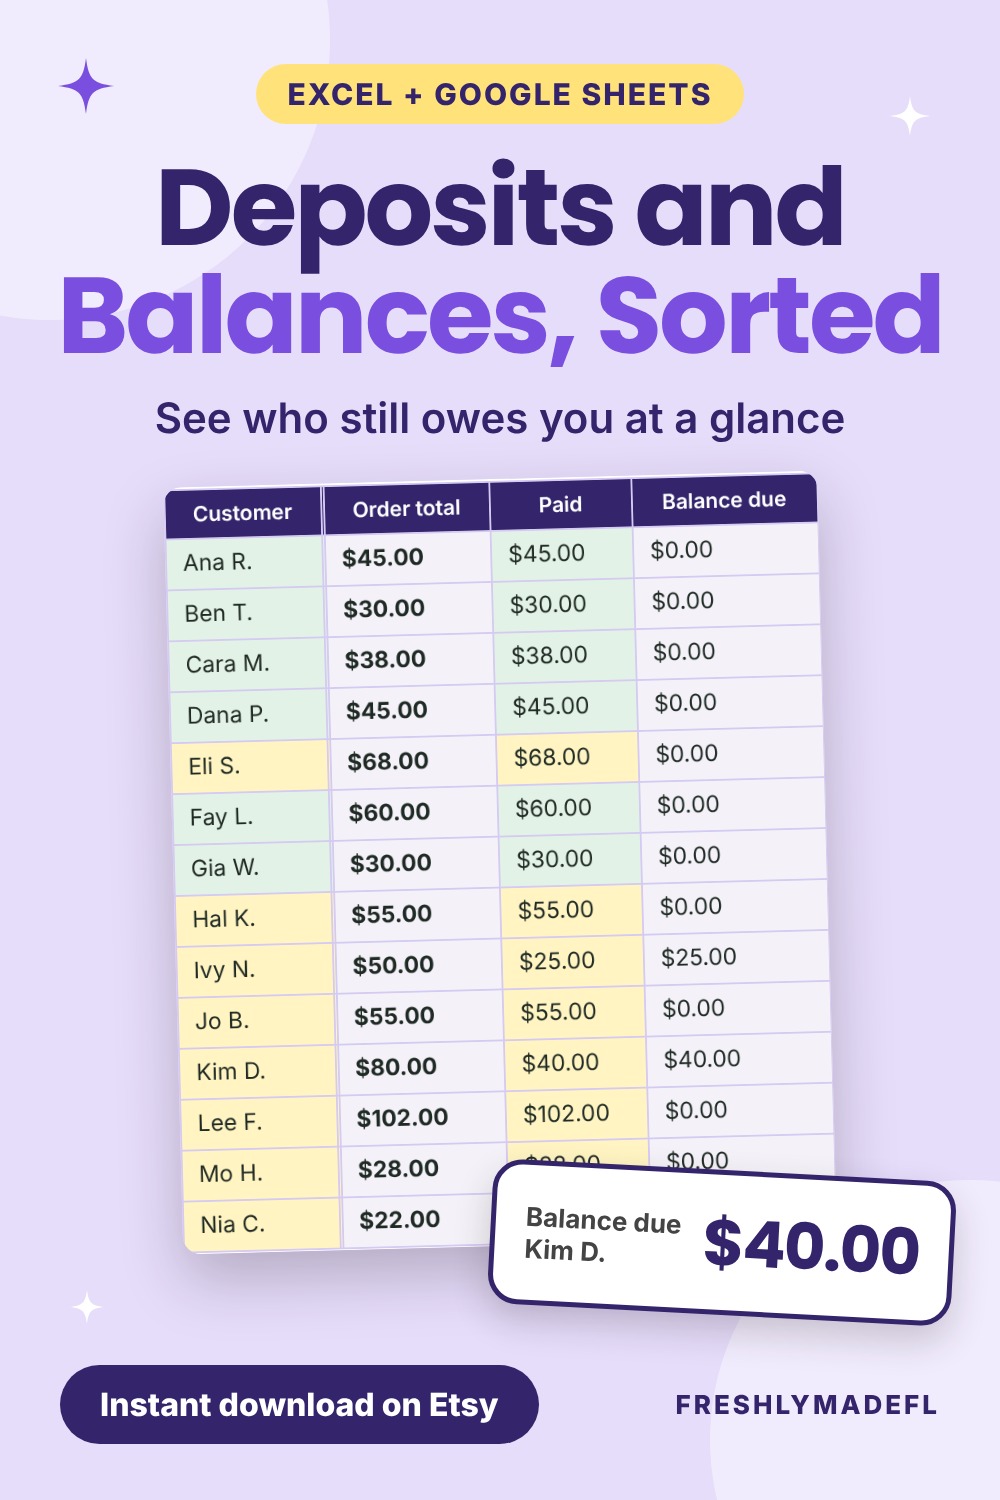 EXCEL + GOOGLE SHEETS
Deposits and
Balances, Sorted
See who still owes you at a glance
Customer Order total Paid Balance due
Ana R. $45.00 $45.00 $0.00
Ben T. $30.00 $30.00 $0.00
Cara M. $38.00 $38.00 $0.00
Dana P. $45.00 $45.00 $0.00
Eli S. $68.00 $68.00 $0.00
Fay L. $60.00 $60.00 $0.00
Gia W. $30.00 $30.00 $0.00
Hal K. $55.00 $55.00 $0.00
Ivy N. $50.00 $25.00 $25.00
Jo B. $55.00 $55.00 $0.00
Kim D. $80.00 $40.00 $40.00
Lee F. $102.00 $102.00 $0.00
Mo H. $28.00 $0.00
Nia C. $22.00
Balance due
Kim D.
$40.00
Instant download on Etsy
FRESHLYMADEFL